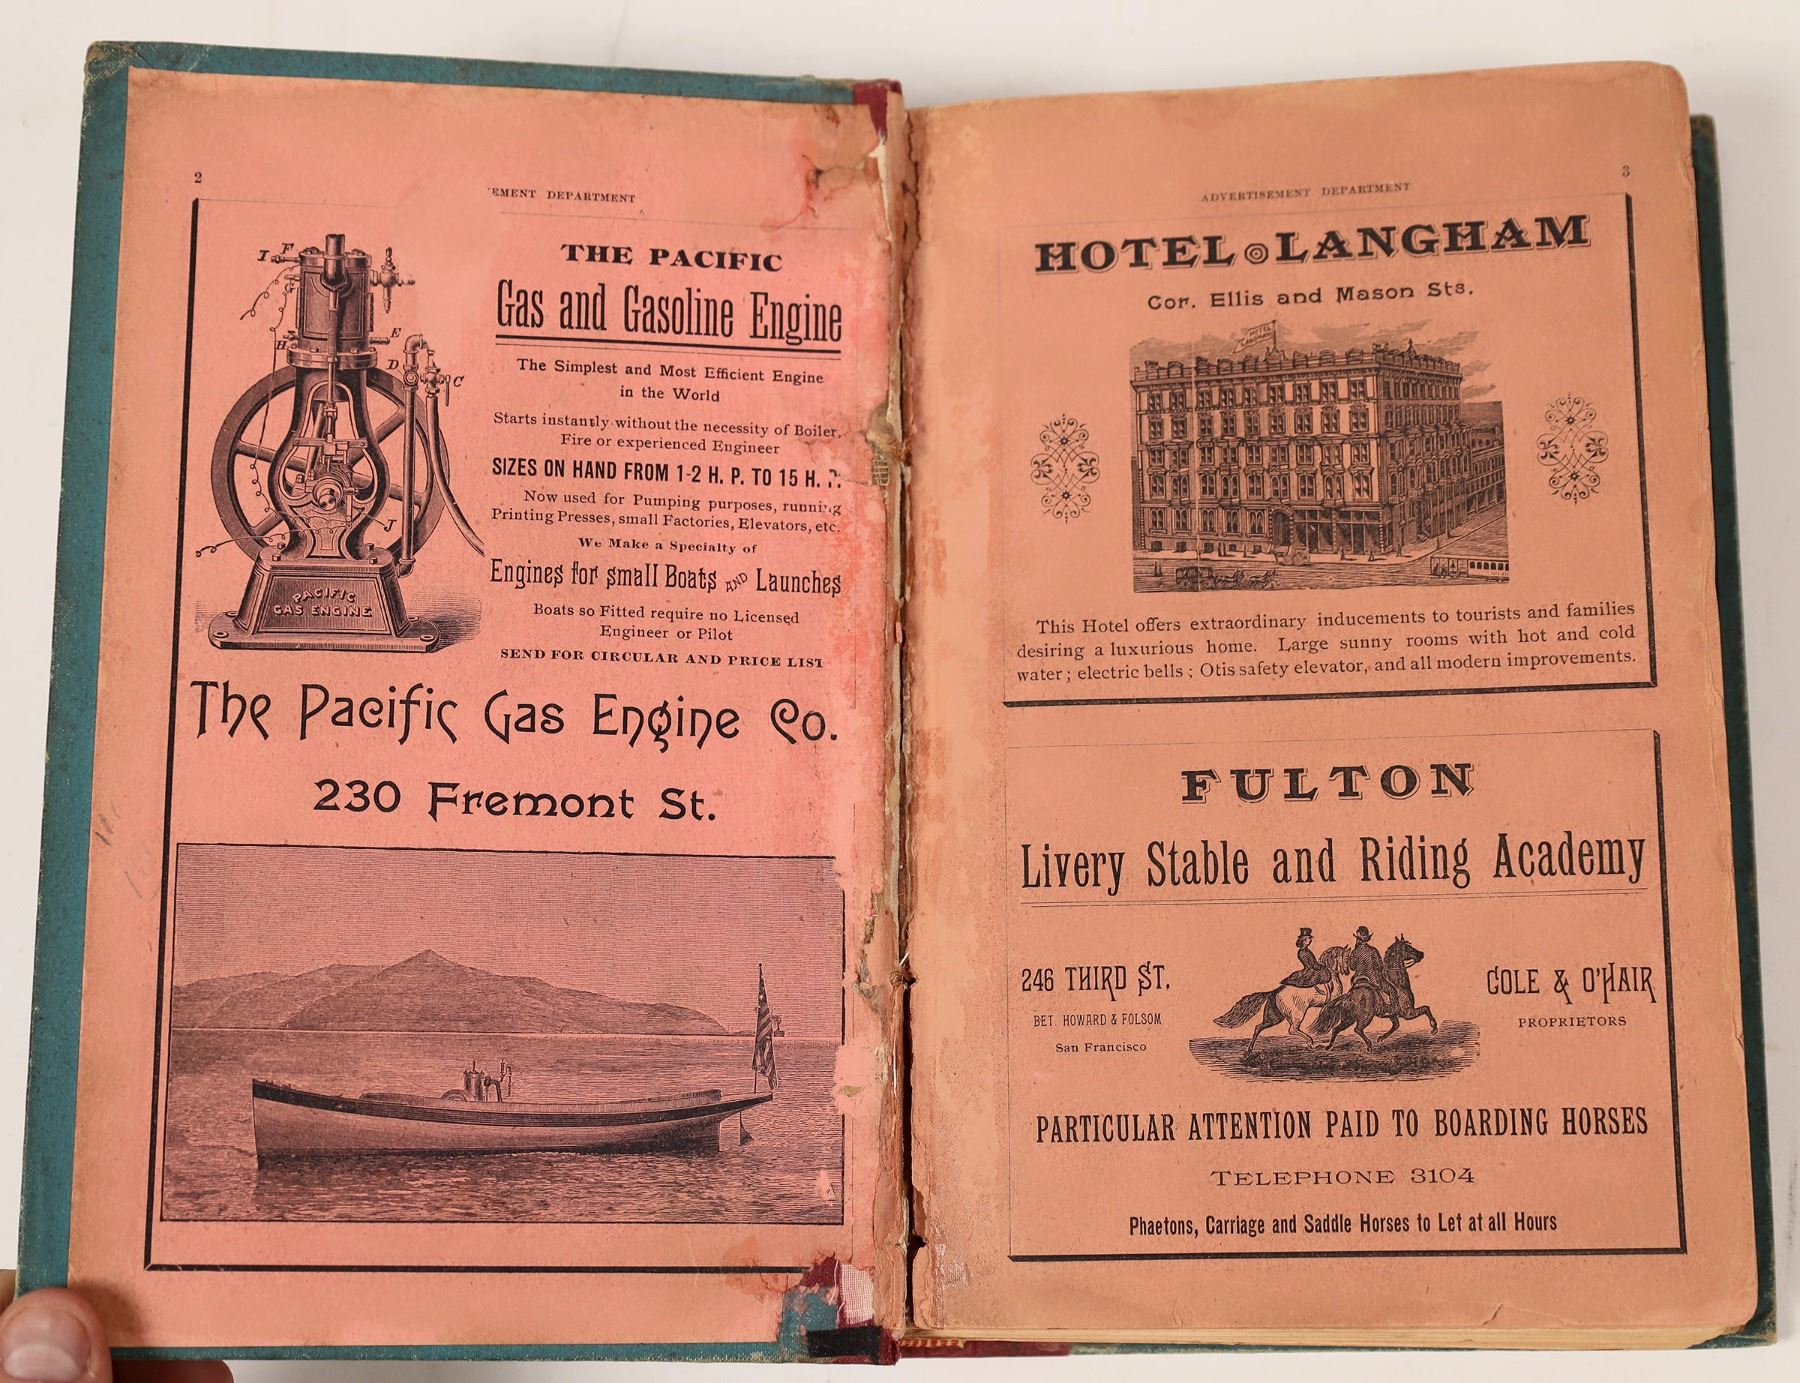 2
'EMENT DEPARTMENT
I F
G
E
H
D
C
J
PACIFIC
GAS ENGINE
THE PACIFIC
Gas and Gasoline Engine
The Simplest and Most Efficient Engine
in the World
Starts instantly without the necessity of Boiler,
Fire or experienced Engineer
SIZES ON HAND FROM 1-2 H. P. TO 15 H. P.
Now used for Pumping purposes, running
Printing Presses, small Factories, Elevators, etc.
We Make a Specialty of
Engines for small Boats AND Launches
Boats so Fitted require no Licensed
Engineer or Pilot
SEND FOR CIRCULAR AND PRICE LIST
The Pacific Gas Engine Co.
230 Fremont St.
3
ADVERTISEMENT DEPARTMENT
HOTEL LANGHAM
Cor. Ellis and Mason Sts.
HOTEL
LANGHAM
This Hotel offers extraordinary inducements to tourists and families
desiring a luxurious home. Large sunny rooms with hot and cold
water; electric bells; Otis safety elevator, and all modern improvements.
FULTON
Livery Stable and Riding Academy
246 THIRD ST.
BET. HOWARD & FOLSOM
San Francisco
COLE & O'HAIR
PROPRIETORS
PARTICULAR ATTENTION PAID TO BOARDING HORSES
TELEPHONE 3104
Phaetons, Carriage and Saddle Horses to Let at all Hours